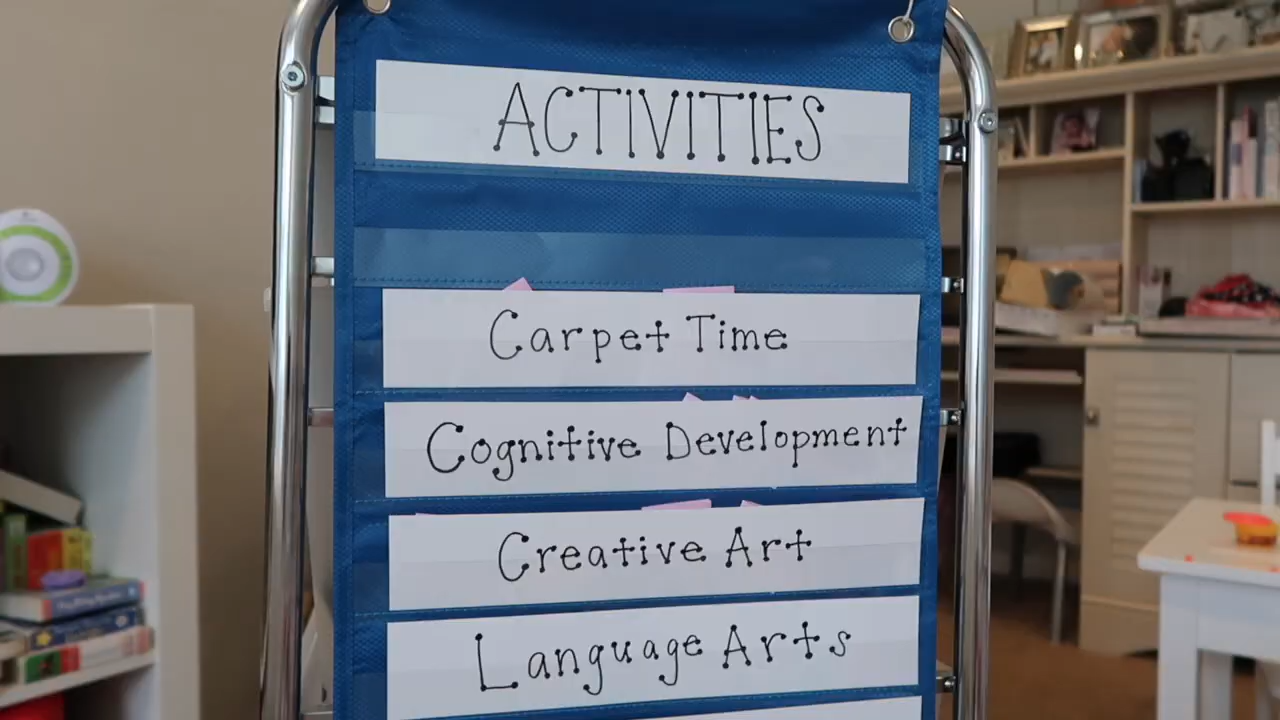 ACTIVITIES
Carpet Time
Cognitive Development
Creative Art
Language Arts